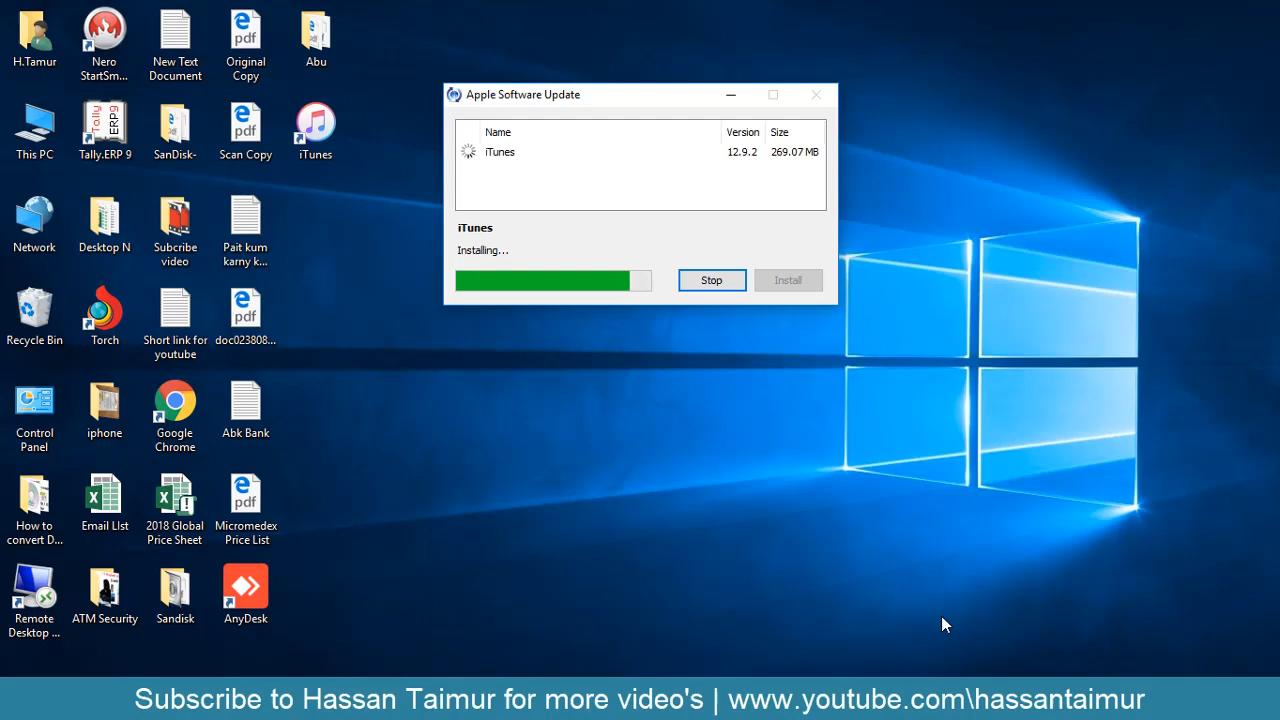 H.Tamur
Nero
StartSm...
New Text
Document
Original
Copy
Abu
This PC
Tally.ERP 9
SanDisk-
Scan Copy
iTunes
Network
Desktop N
Subcribe
video
Pait kum
karny k...
Recycle Bin
Torch
Short link for
youtube
doc023808...
Control
Panel
iphone
Google
Chrome
Abk Bank
How to
convert D...
Email LIst
2018 Global
Price Sheet
Micromedex
Price List
Remote
Desktop ...
ATM Security
Sandisk
AnyDesk
Apple Software Update
Name Version Size
iTunes 12.9.2 269.07 MB
iTunes
Installing...
Stop Install
Subscribe to Hassan Taimur for more video's | www.youtube.com\hassantaimur